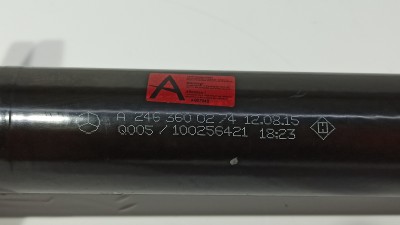 A
A 246 360 02 74 12.08.15
Q005 / 100256421 18:23
H